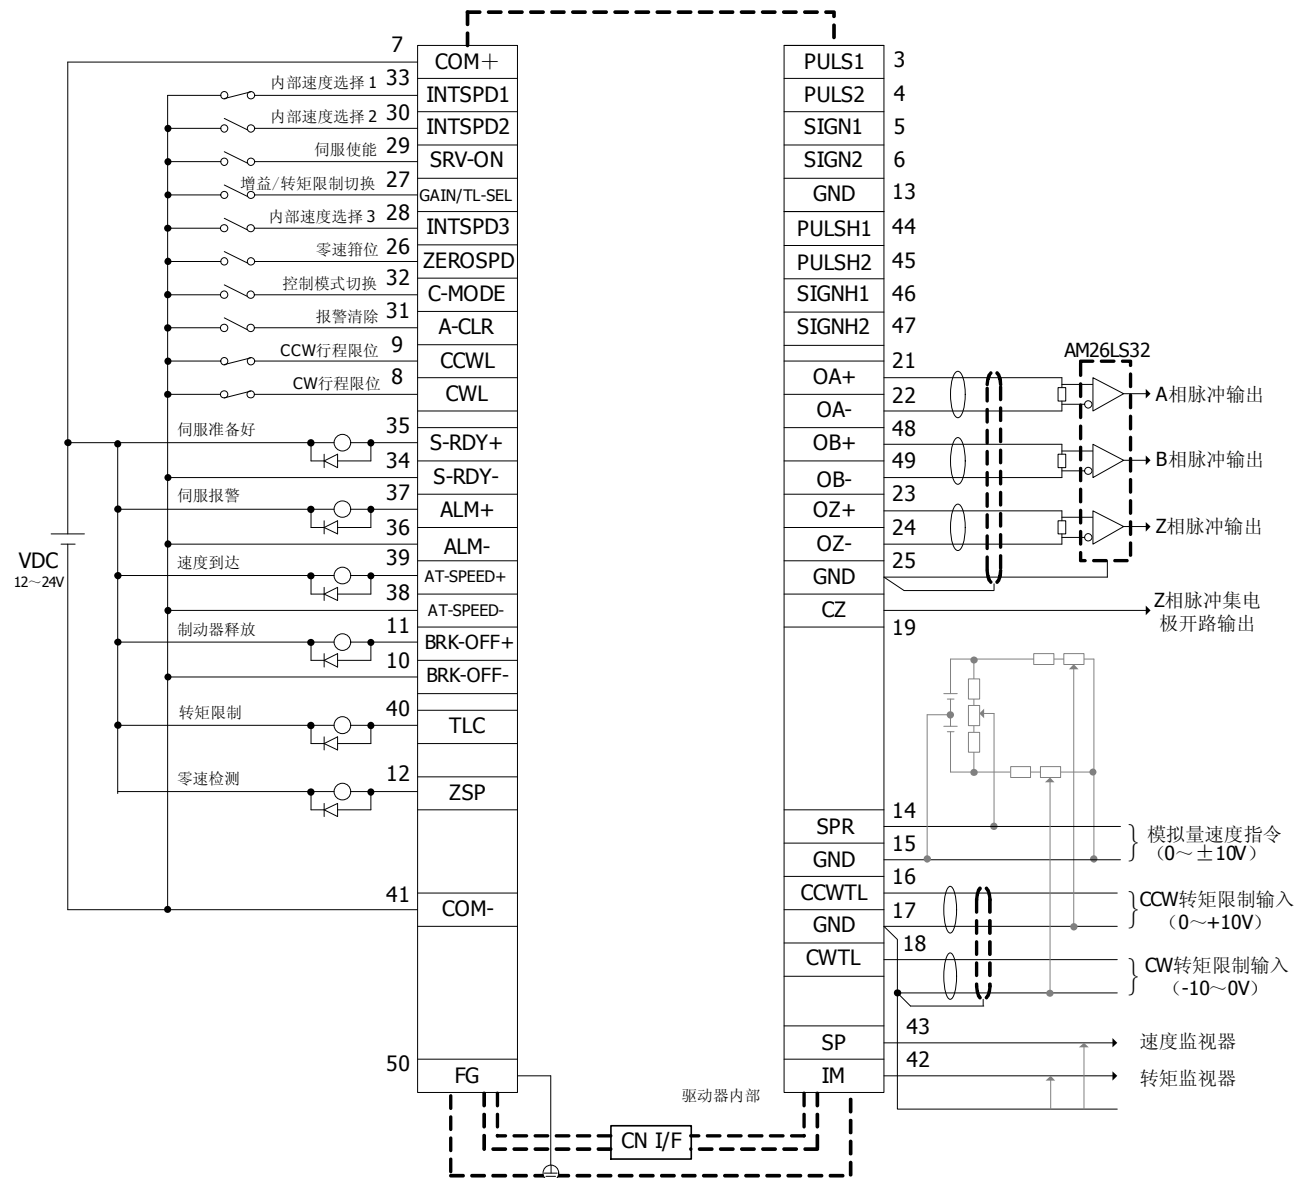 7 COM＋
内部速度选择 1 33 INTSPD1
内部速度选择 2 30 INTSPD2
伺服使能 29 SRV-ON
增益/转矩限制切换 27 GAIN/TL-SEL
内部速度选择 3 28 INTSPD3
零速箝位 26 ZEROSPD
控制模式切换 32 C-MODE
报警清除 31 A-CLR
CCW行程限位 9 CCWL
CW行程限位 8 CWL
伺服准备好 35 S-RDY+
34 S-RDY-
伺服报警 37 ALM+
36 ALM-
速度到达 39 AT-SPEED+
38 AT-SPEED-
制动器释放 11 BRK-OFF+
10 BRK-OFF-
转矩限制 40 TLC
零速检测 12 ZSP
41 COM-
50 FG
VDC
12～24V
PULS1 3
PULS2 4
SIGN1 5
SIGN2 6
GND 13
PULSH1 44
PULSH2 45
SIGNH1 46
SIGNH2 47
AM26LS32
OA+ 21
OA- 22
A相脉冲输出
OB+ 48
OB- 49
B相脉冲输出
OZ+ 23
OZ- 24
Z相脉冲输出
GND 25
CZ 19
Z相脉冲集电
极开路输出
SPR 14
GND 15
模拟量速度指令
（0～±10V）
CCWTL 16
GND 17
CCW转矩限制输入
（0～+10V）
CWTL 18
CW转矩限制输入
（-10～0V）
SP 43 速度监视器
IM 42 转矩监视器
驱动器内部
CN I/F